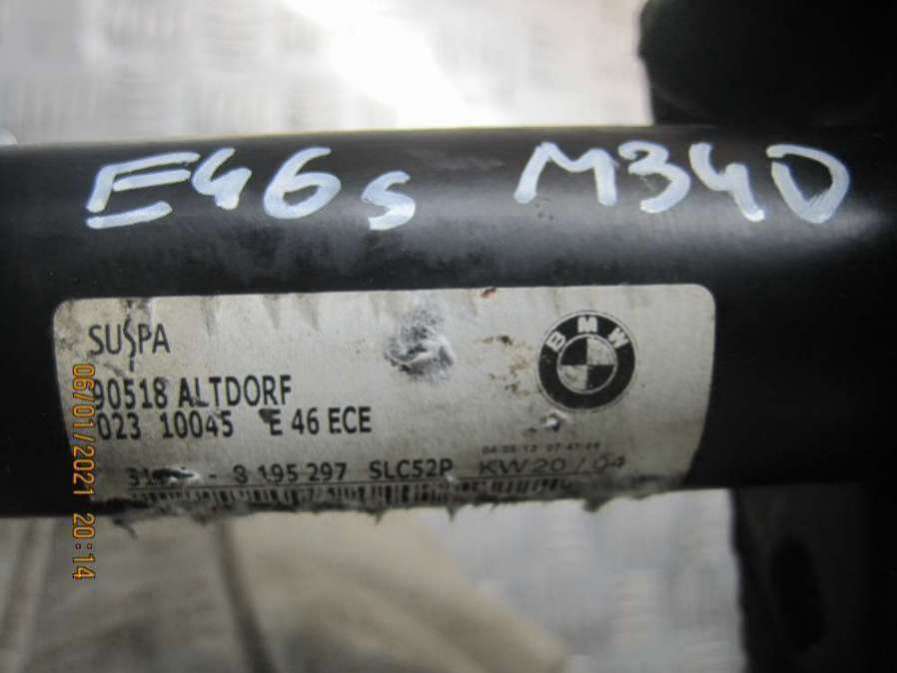 E46s M34D
SUSPA
BMW
90518 ALTDORF
023 10045 E 46 ECE
8 195 297 SLC52P KW20/04
06/01/2021 20:14